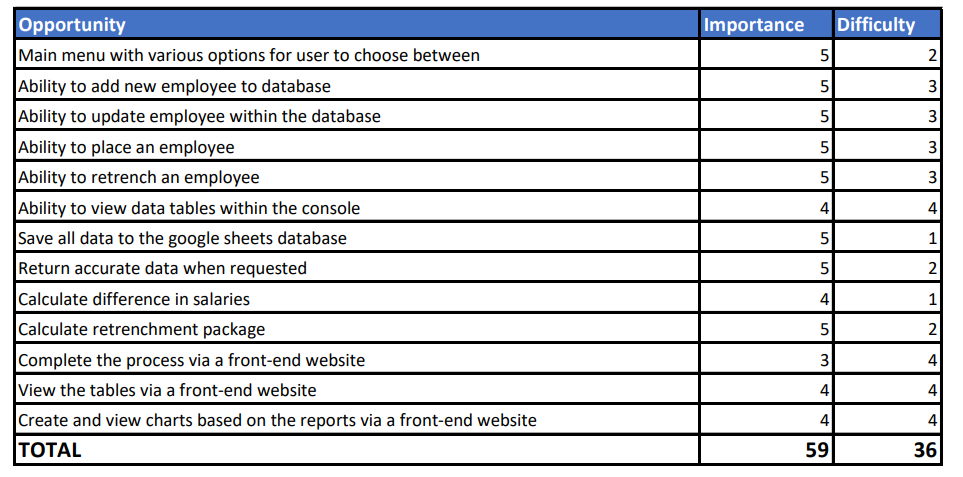 Opportunity Importance Difficulty
Main menu with various options for user to choose between 5 2
Ability to add new employee to database 5 3
Ability to update employee within the database 5 3
Ability to place an employee 5 3
Ability to retrench an employee 5 3
Ability to view data tables within the console 4 4
Save all data to the google sheets database 5 1
Return accurate data when requested 5 2
Calculate difference in salaries 4 1
Calculate retrenchment package 5 2
Complete the process via a front-end website 3 4
View the tables via a front-end website 4 4
Create and view charts based on the reports via a front-end website 4 4
TOTAL 59 36